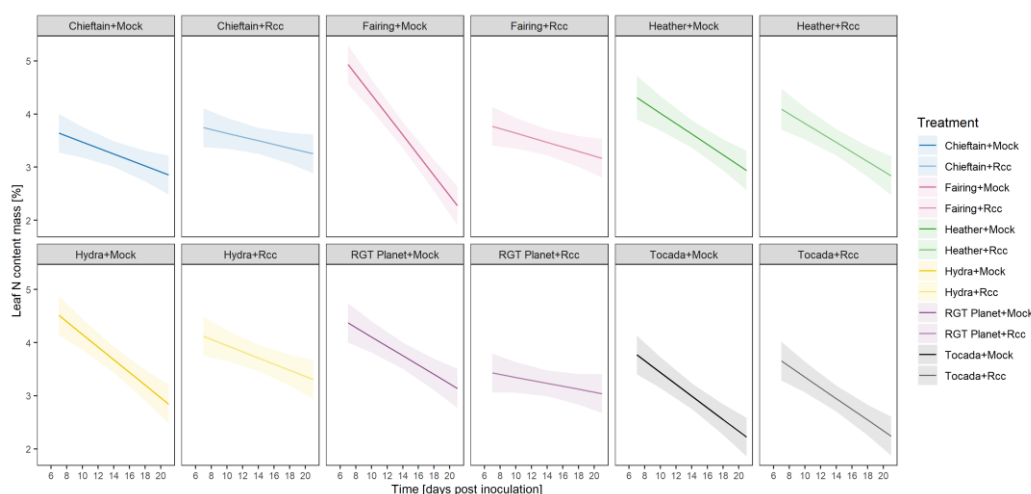 Chieftain+Mock
Chieftain+Rcc
Fairing+Mock
Fairing+Rcc
Heather+Mock
Heather+Rcc
5
4
3
2
Hydra+Mock
Hydra+Rcc
RGT Planet+Mock
RGT Planet+Rcc
Tocada+Mock
Tocada+Rcc
5
4
3
2
6 8 10 12 14 16 18 20
6 8 10 12 14 16 18 20
6 8 10 12 14 16 18 20
6 8 10 12 14 16 18 20
6 8 10 12 14 16 18 20
6 8 10 12 14 16 18 20
Leaf N content mass [%]
Time [days post inoculation]
Treatment
Chieftain+Mock
Chieftain+Rcc
Fairing+Mock
Fairing+Rcc
Heather+Mock
Heather+Rcc
Hydra+Mock
Hydra+Rcc
RGT Planet+Mock
RGT Planet+Rcc
Tocada+Mock
Tocada+Rcc